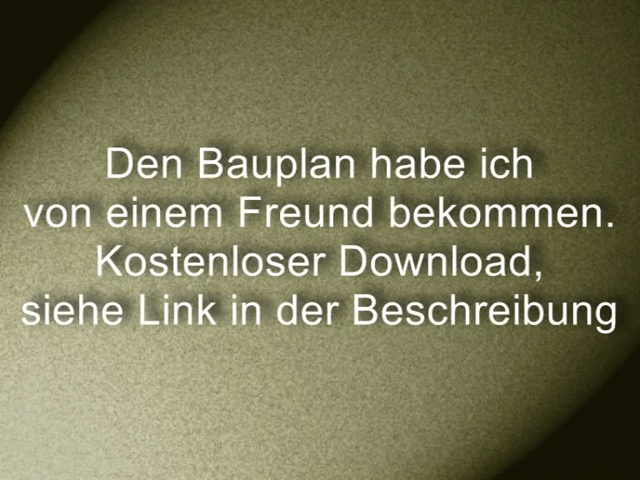 Den Bauplan habe ich
von einem Freund bekommen.
Kostenloser Download,
siehe Link in der Beschreibung